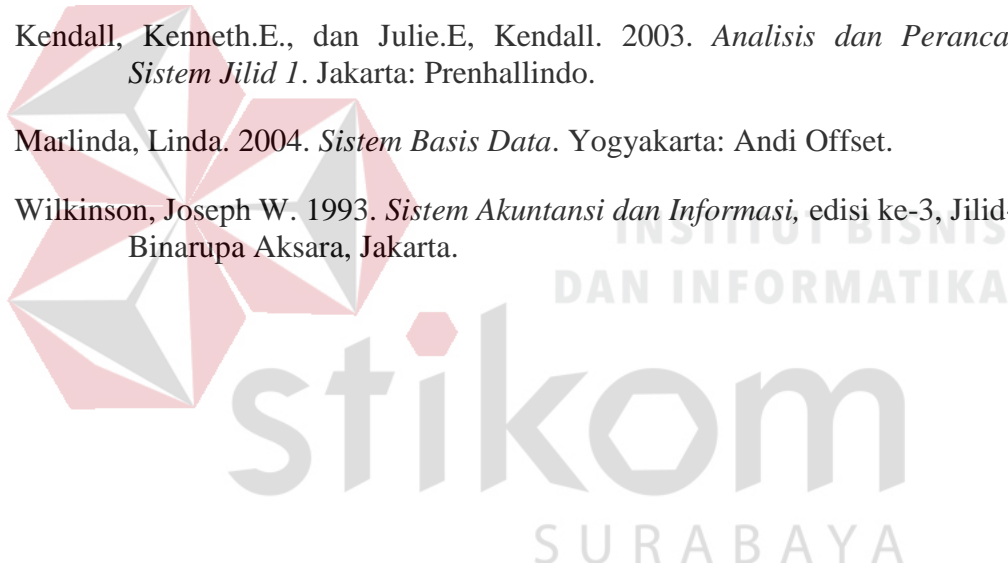 Kendall, Kenneth.E., dan Julie.E, Kendall. 2003. Analisis dan Peranca
Sistem Jilid 1. Jakarta: Prenhallindo.
Marlinda, Linda. 2004. Sistem Basis Data. Yogyakarta: Andi Offset.
Wilkinson, Joseph W. 1993. Sistem Akuntansi dan Informasi, edisi ke-3, Jilid-
Binarupa Aksara, Jakarta.
INSTITUT BISNIS
DAN INFORMATIKA
stikom
SURABAYA